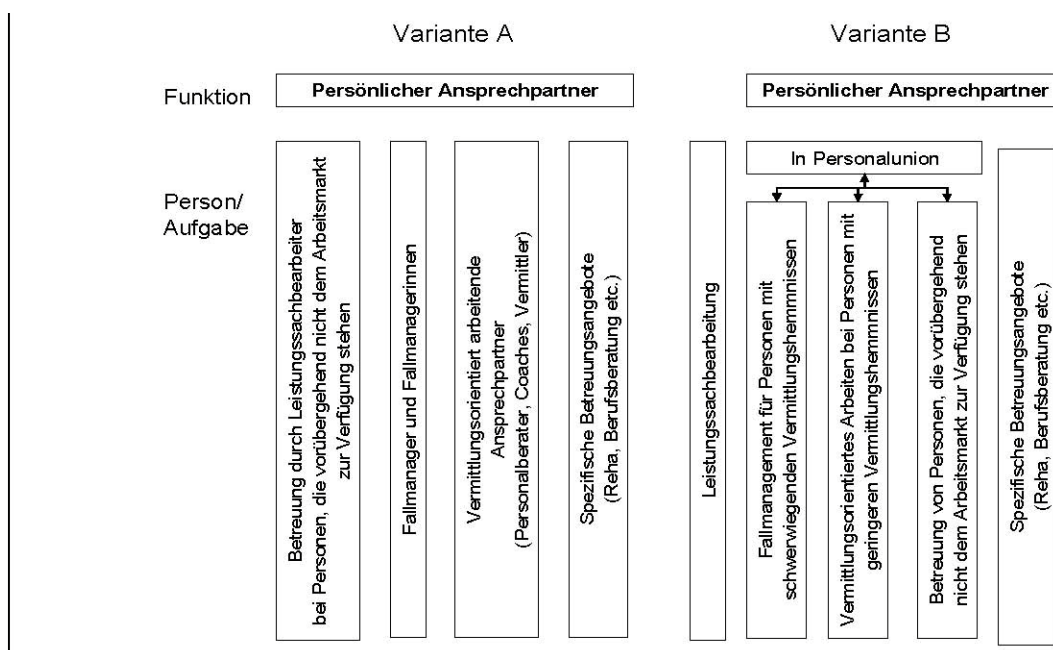 Variante A
Variante B
Funktion
Persönlicher Ansprechpartner
Persönlicher Ansprechpartner
Person/
Aufgabe
Betreuung durch Leistungssachbearbeiter
bei Personen, die vorübergehend nicht dem Arbeitsmarkt
zur Verfügung stehen
Fallmanager und Fallmanagerinnen
Vermittlungsorientiert arbeitende
Ansprechpartner
(Personalberater, Coaches, Vermittler)
Spezifische Betreuungsangebote
(Reha, Berufsberatung etc.)
Leistungssachbearbeitung
In Personalunion
Fallmanagement für Personen mit
schwerwiegenden Vermittlungshemmnissen
Vermittlungsorientiertes Arbeiten bei Personen mit
geringeren Vermittlungshemmnissen
Betreuung von Personen, die vorübergehend
nicht dem Arbeitsmarkt zur Verfügung stehen
Spezifische Betreuungsangebote
(Reha, Berufsberatung etc.)